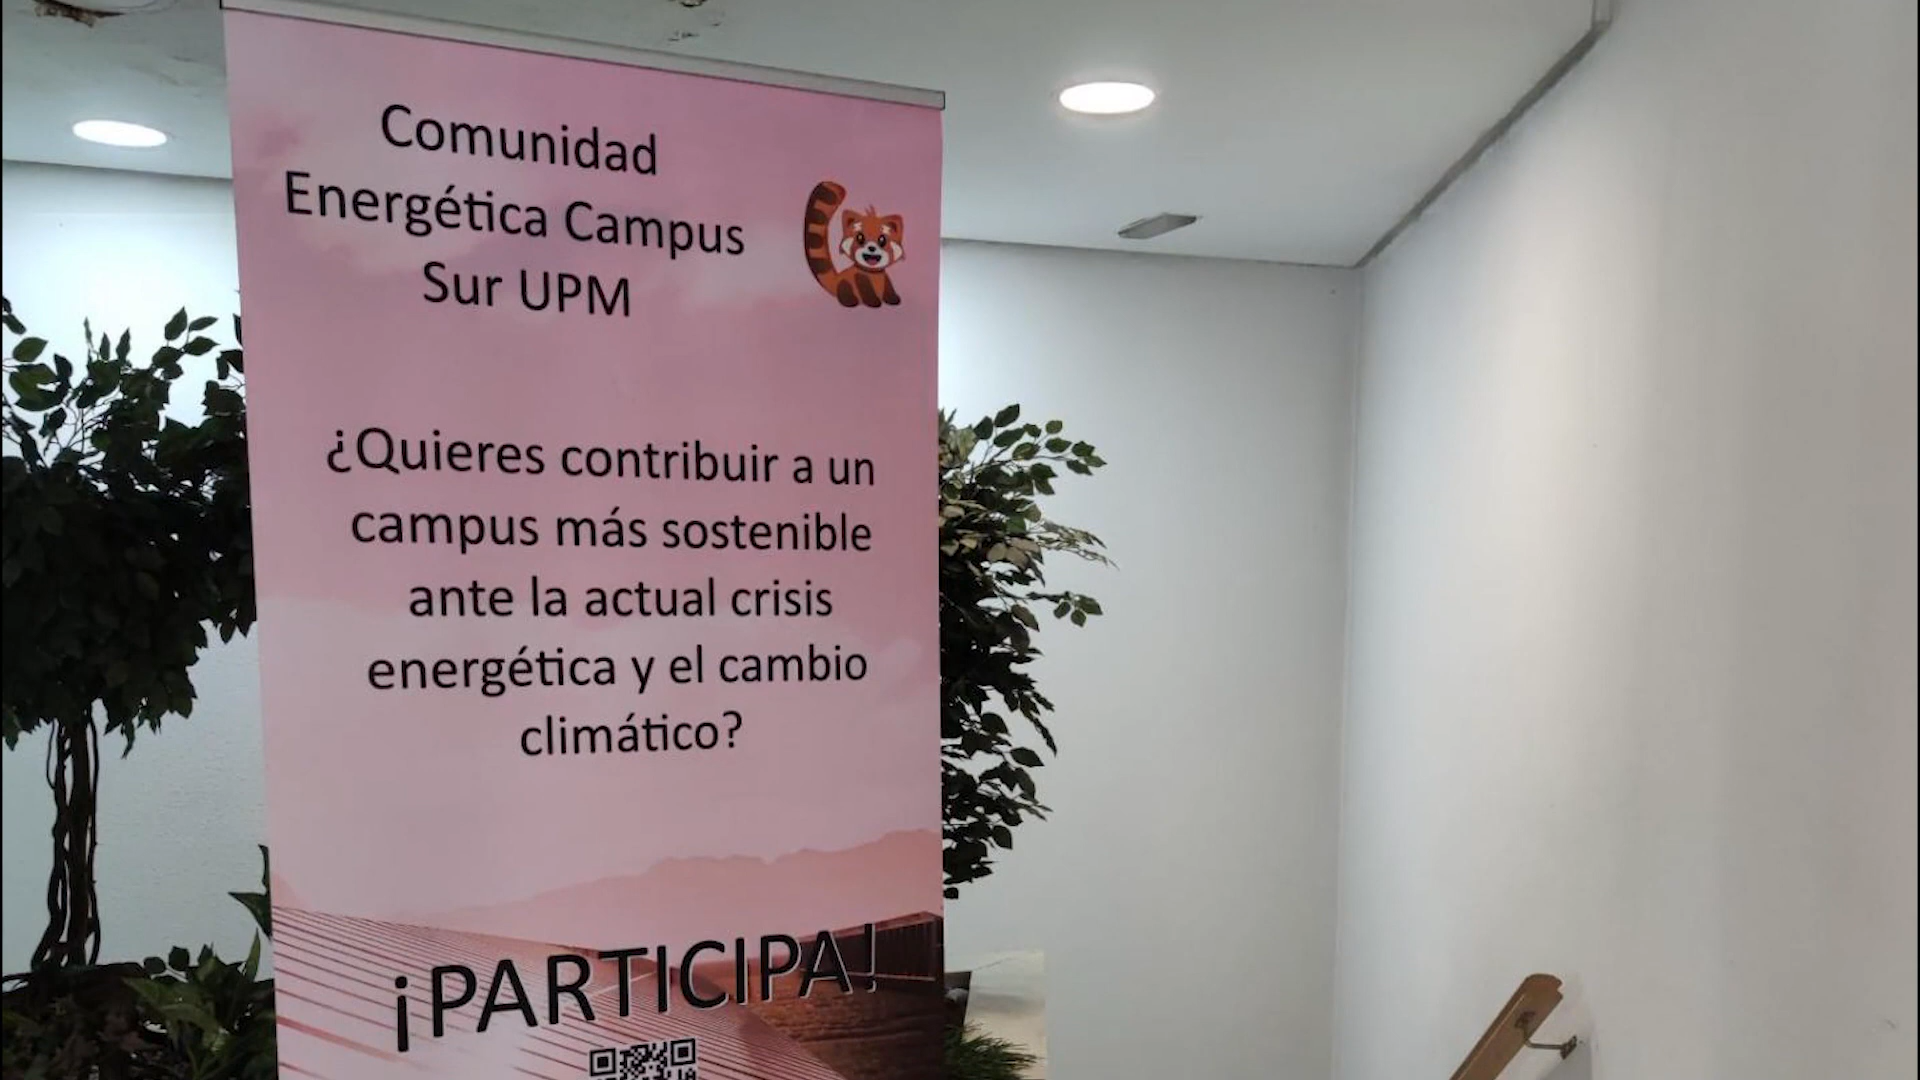 Comunidad
Energética Campus
Sur UPM
¿Quieres contribuir a un
campus más sostenible
ante la actual crisis
energética y el cambio
climático?
¡PARTICIPA!